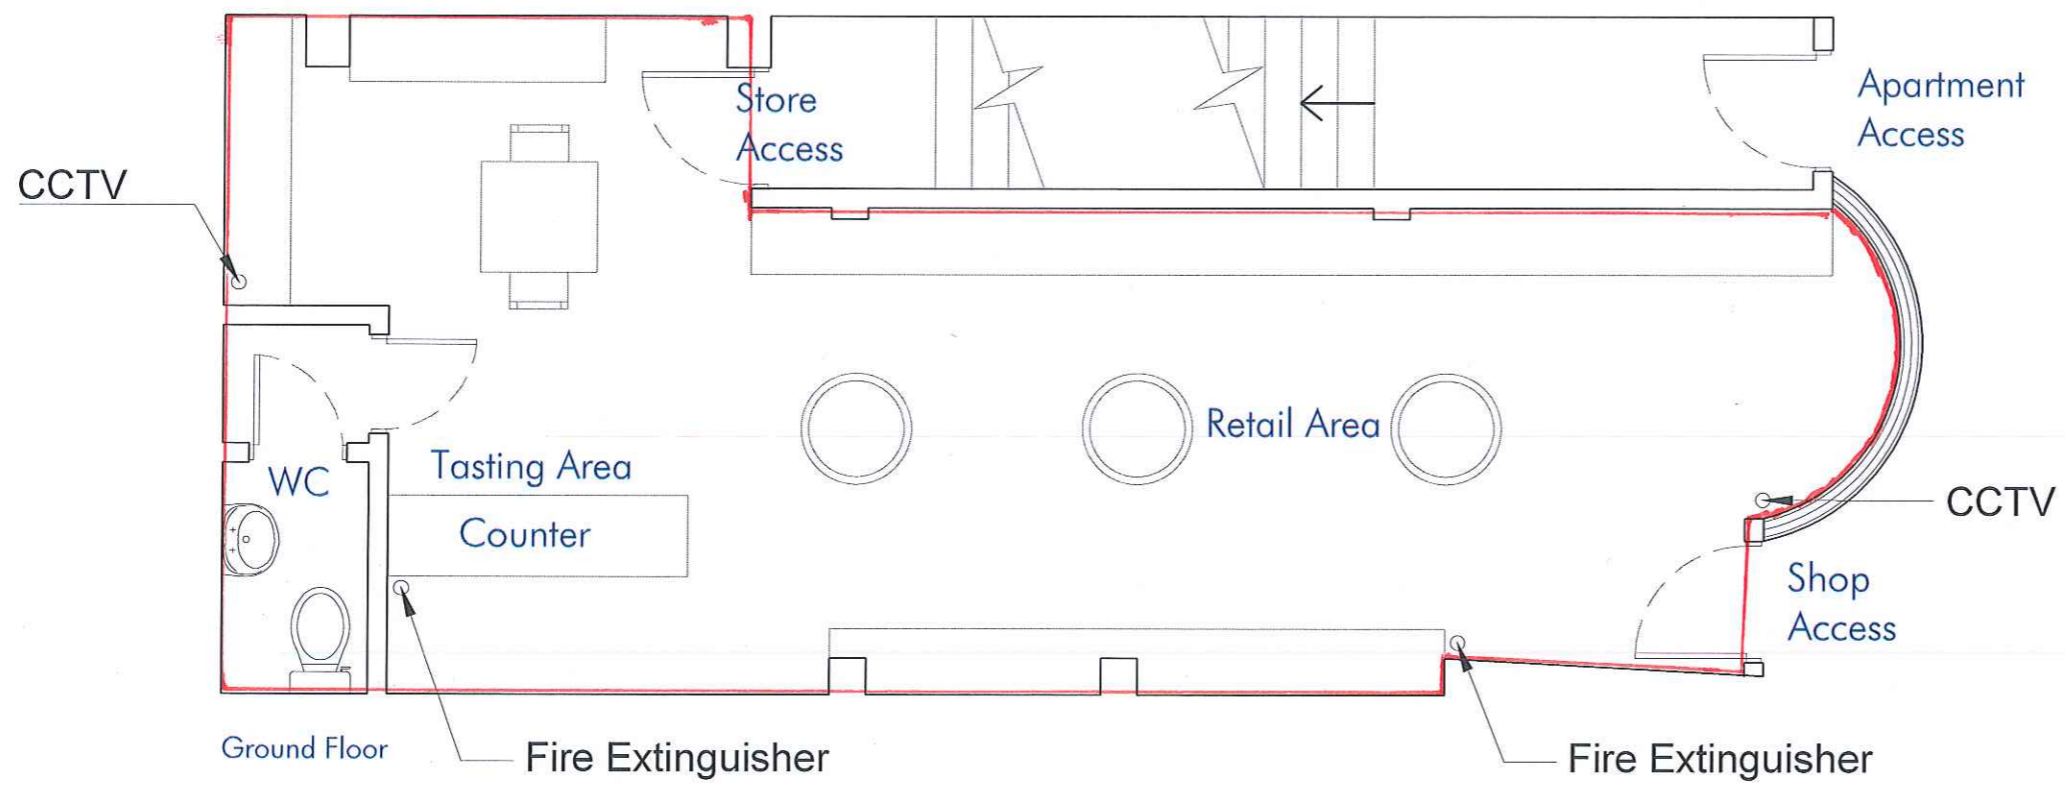 Store
Access
Apartment
Access
CCTV
Retail Area
Tasting Area
WC
Counter
CCTV
Shop
Access
Ground Floor
Fire Extinguisher
Fire Extinguisher